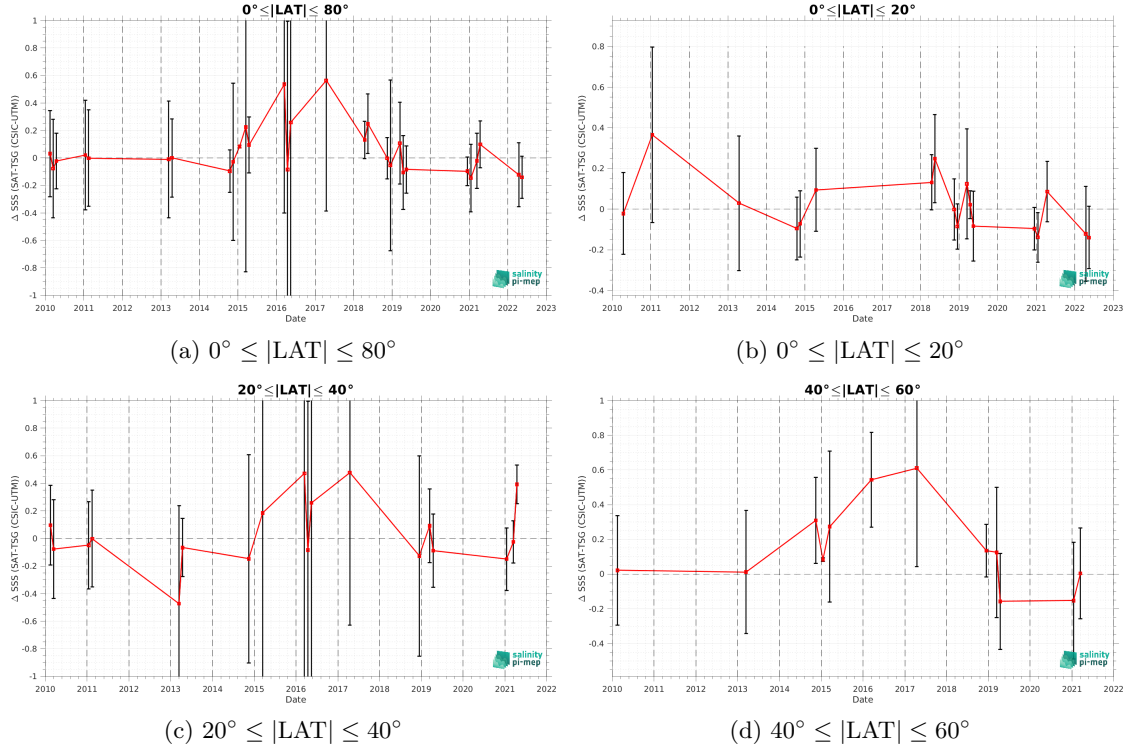 0°≤|LAT|≤ 80°
Δ SSS (SAT-TSG (CSIC-UTM))
1
0.8
0.6
0.4
0.2
0
-0.2
-0.4
-0.6
-0.8
-1
2010 2011 2012 2013 2014 2015 2016 2017 2018 2019 2020 2021 2022 2023
Date
salinity
pi-mep
(a) 0° ≤ |LAT| ≤ 80°
0°≤|LAT|≤ 20°
Δ SSS (SAT-TSG (CSIC-UTM))
0.8
0.6
0.4
0.2
0
-0.2
-0.4
2010 2011 2012 2013 2014 2015 2016 2017 2018 2019 2020 2021 2022 2023
Date
salinity
pi-mep
(b) 0° ≤ |LAT| ≤ 20°
20°≤|LAT|≤ 40°
Δ SSS (SAT-TSG (CSIC-UTM))
1
0.8
0.6
0.4
0.2
0
-0.2
-0.4
-0.6
-0.8
-1
2010 2011 2012 2013 2014 2015 2016 2017 2018 2019 2020 2021 2022
Date
salinity
pi-mep
(c) 20° ≤ |LAT| ≤ 40°
40°≤|LAT|≤ 60°
Δ SSS (SAT-TSG (CSIC-UTM))
1
0.8
0.6
0.4
0.2
0
-0.2
-0.4
2010 2011 2012 2013 2014 2015 2016 2017 2018 2019 2020 2021 2022
Date
salinity
pi-mep
(d) 40° ≤ |LAT| ≤ 60°